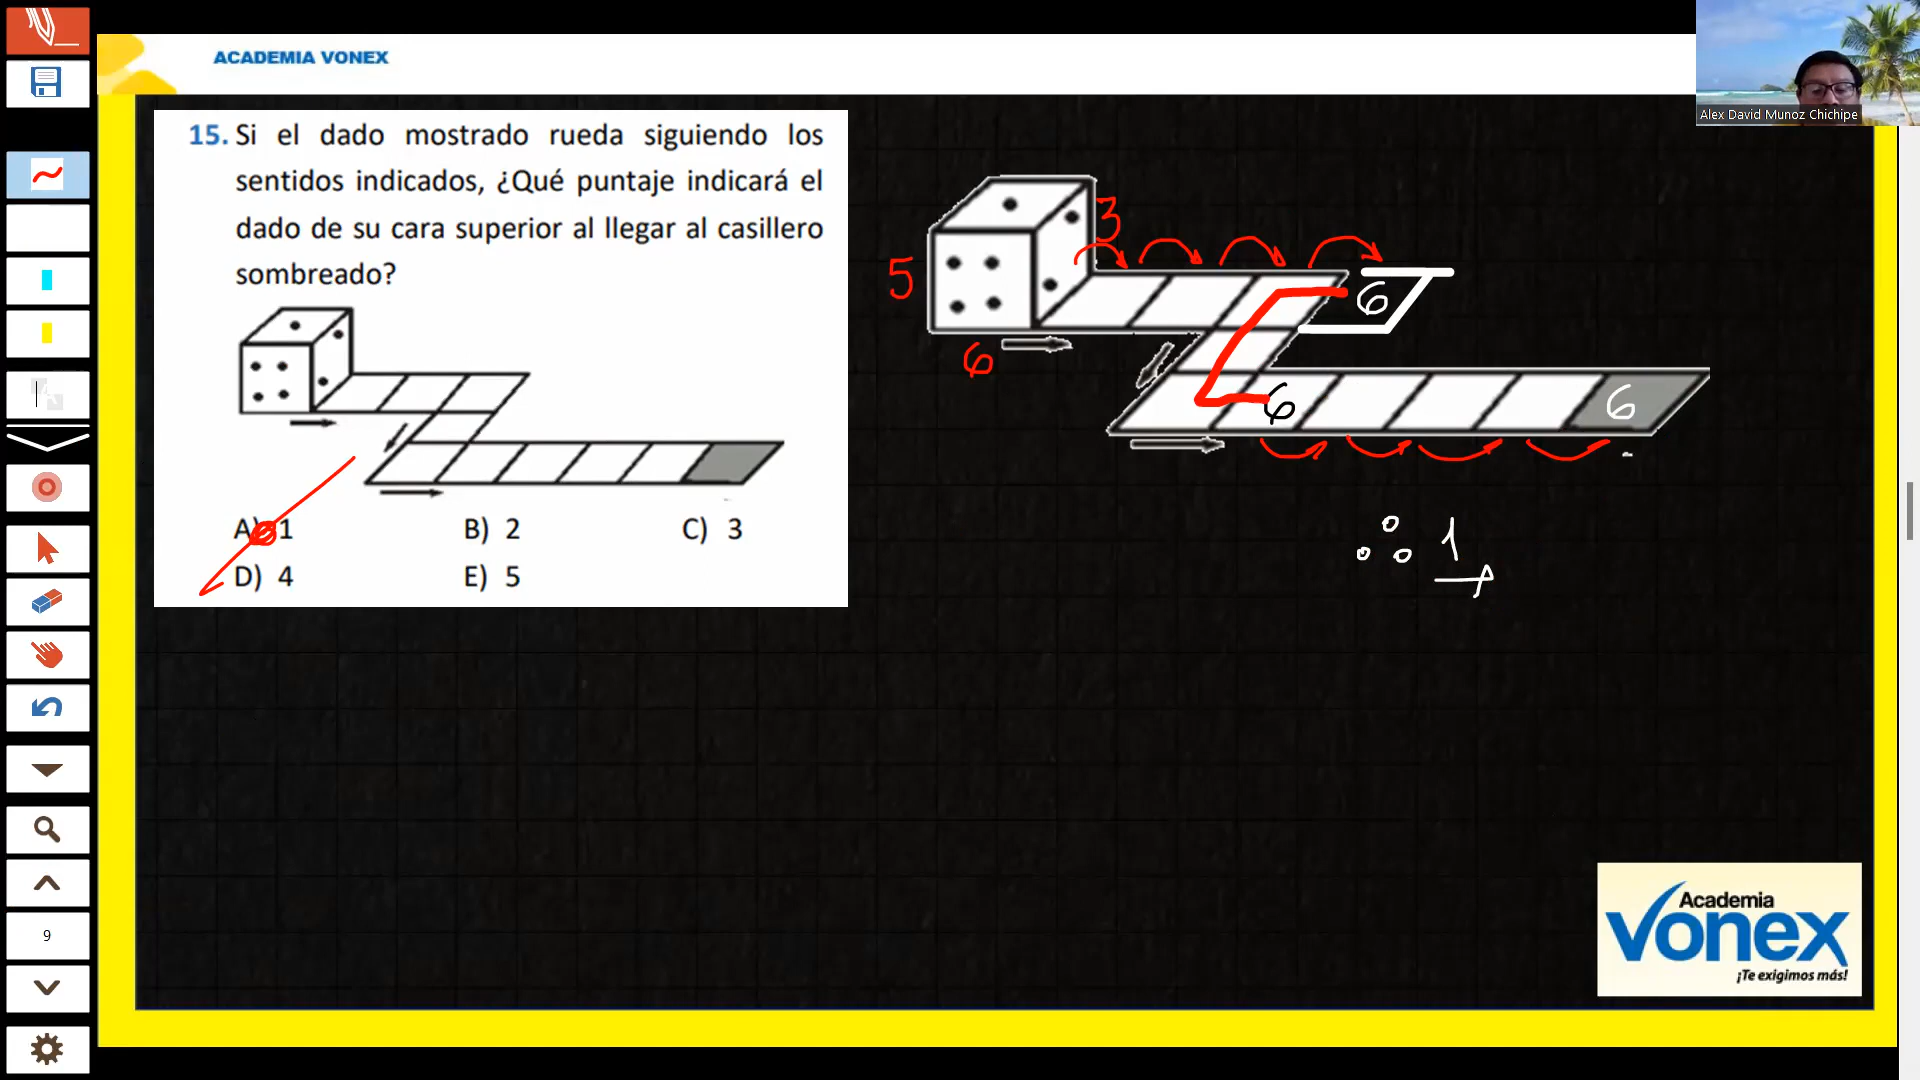 ACADEMIA VONEX
Alex David Munoz Chichipe
15. Si el dado mostrado rueda siguiendo los
sentidos indicados, ¿Qué puntaje indicará el
dado de su cara superior al llegar al casillero
sombreado?
A) 1 B) 2 C) 3
D) 4 E) 5
3
5
6
6
6
6
1
9
Academia
Vonex
¡Te exigimos más!